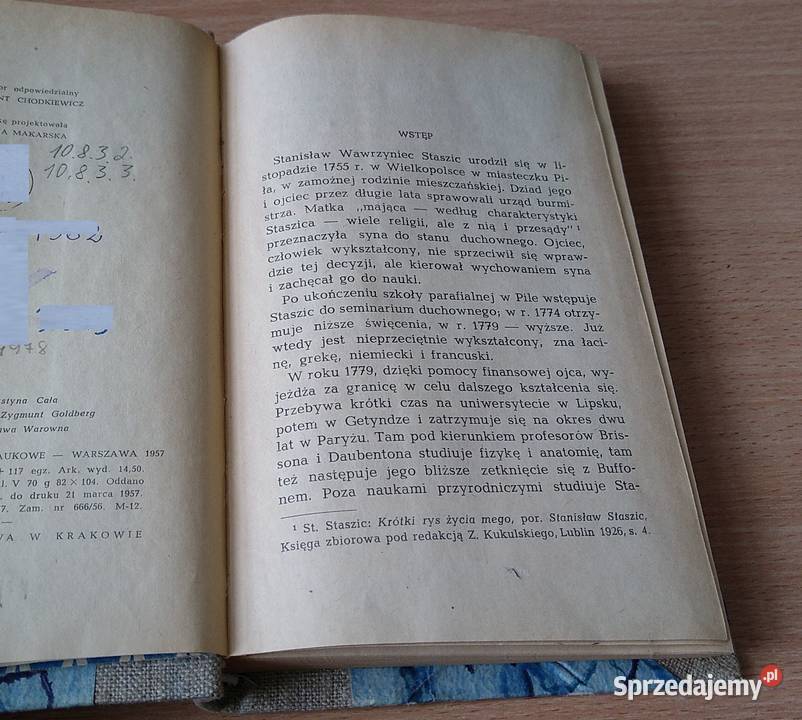 or odpowiedzialny
NT CHODKIEWICZ
kę projektowała
A MAKARSKA
10.8.3.2.
10.8.3.3.
1978
styna Cała
Zygmunt Goldberg
awa Warowna
AUKOWE — WARSZAWA 1957
+ 117 egz. Ark. wyd. 14,50.
l. V 70 g 82 × 104. Oddano
. do druku 21 marca 1957.
7. Zam. nr 666/56. M-12.
WA W KRAKOWIE
WSTĘP
Stanisław Wawrzyniec Staszic urodził się w li-
stopadzie 1755 r. w Wielkopolsce w miasteczku Pi-
ła, w zamożnej rodzinie mieszczańskiej. Dziad jego
i ojciec przez długie lata sprawowali urząd burmi-
strza. Matka „mająca — według charakterystyki
Staszica — wiele religii, ale z nią i przesądy" ¹
przeznaczyła syna do stanu duchownego. Ojciec,
człowiek wykształcony, nie sprzeciwił się wpraw-
dzie tej decyzji, ale kierował wychowaniem syna
i zachęcał go do nauki.
Po ukończeniu szkoły parafialnej w Pile wstępuje
Staszic do seminarium duchownego; w r. 1774 otrzy-
muje niższe święcenia, w r. 1779 — wyższe. Już
wtedy jest nieprzeciętnie wykształcony, zna łaci-
nę, grekę, niemiecki i francuski.
W roku 1779, dzięki pomocy finansowej ojca, wy-
jeżdża za granicę w celu dalszego kształcenia się.
Przebywa krótki czas na uniwersytecie w Lipsku,
potem w Getyndze i zatrzymuje się na okres dwu
lat w Paryżu. Tam pod kierunkiem profesorów Bris-
sona i Daubentona studiuje fizykę i anatomię, tam
też następuje jego bliższe zetknięcie się z Buffo-
nem. Poza naukami przyrodniczymi studiuje Sta-
¹ St. Staszic: Krótki rys życia mego, por. Stanisław Staszic,
Księga zbiorowa pod redakcją Z. Kukulskiego, Lublin 1926, s. 4.
Sprzedajemy.pl